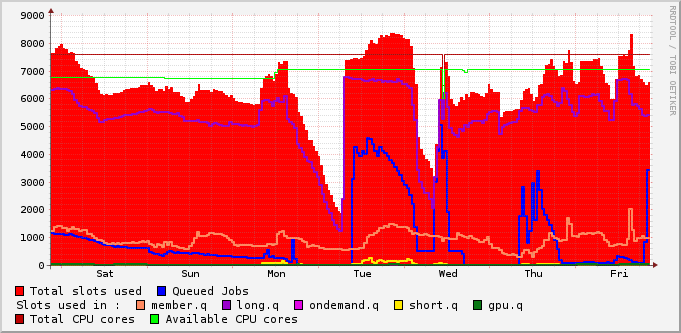 9000
8000
7000
6000
5000
4000
3000
2000
1000
0
Sat Sun Mon Tue Wed Thu Fri
RRDTOOL / TOBI OETIKER
Total slots used Queued Jobs
Slots used in : member.q long.q ondemand.q short.q gpu.q
Total CPU cores Available CPU cores